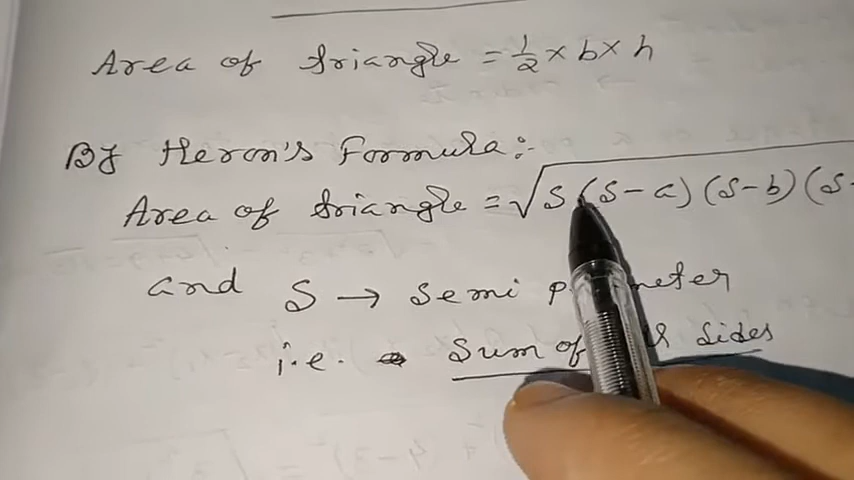 Area of triangle = 1/2 × b × h
By Heron's Formula:-
Area of triangle = √S(S-a)(S-b)(S-
and S → Semi
i.e. Sum of sides